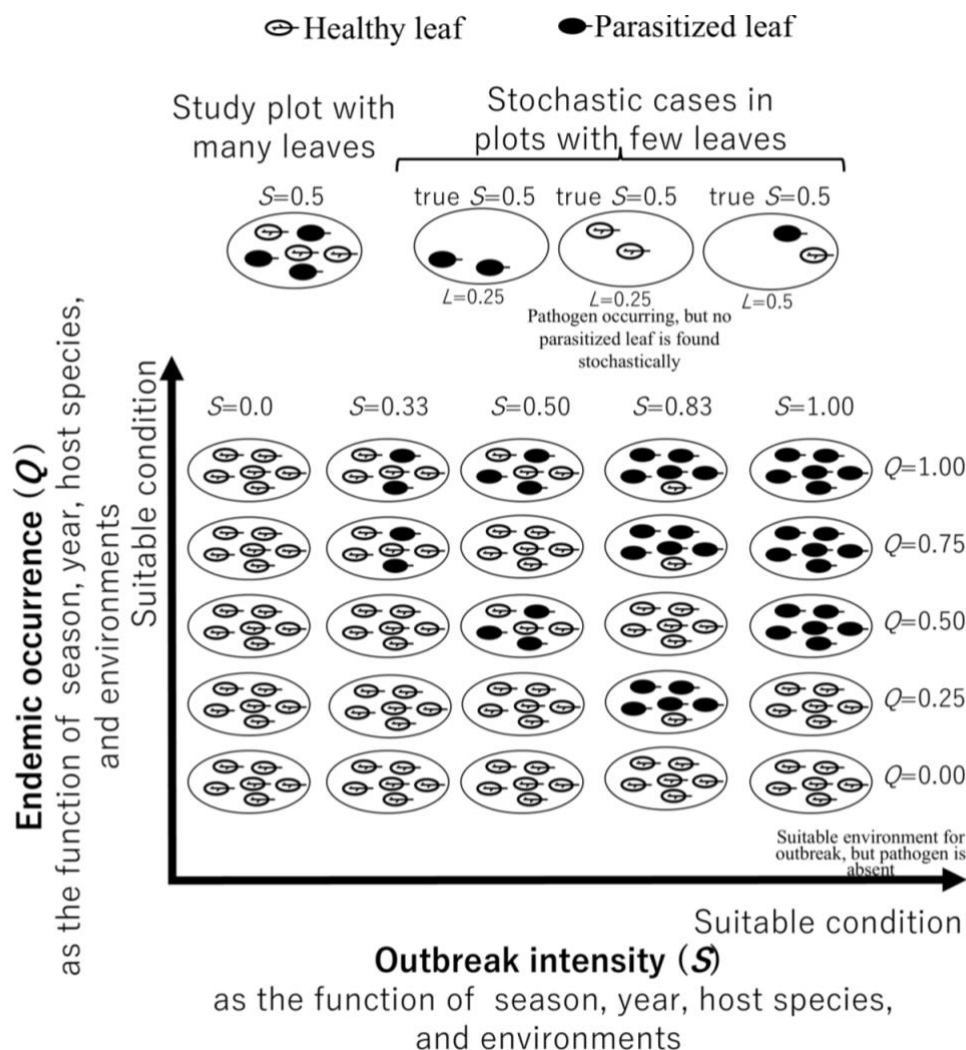 Healthy leaf
Parasitized leaf
Study plot with
many leaves
Stochastic cases in
plots with few leaves
S=0.5
true S=0.5
true S=0.5
true S=0.5
L=0.25
L=0.25
L=0.5
Pathogen occurring, but no
parasitized leaf is found
stochastically
Endemic occurrence (Q)
as the function of season, year, host species,
and environments
Suitable condition
S=0.0
S=0.33
S=0.50
S=0.83
S=1.00
Q=1.00
Q=0.75
Q=0.50
Q=0.25
Q=0.00
Suitable environment for
outbreak, but pathogen is
absent
Suitable condition
Outbreak intensity (S)
as the function of season, year, host species,
and environments